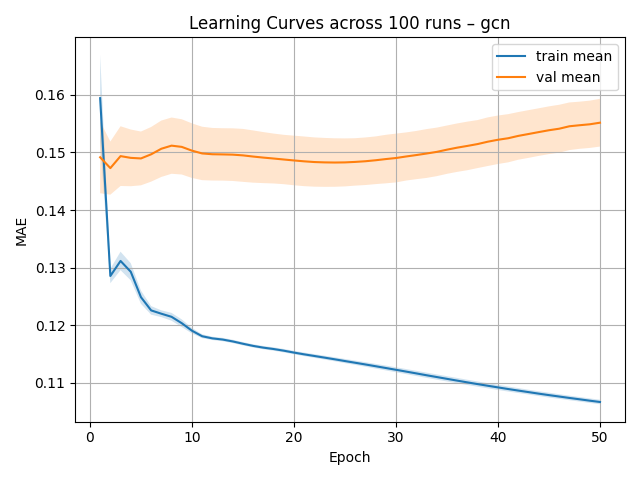 Learning Curves across 100 runs – gcn
train mean
val mean
MAE
0.16
0.15
0.14
0.13
0.12
0.11
0 10 20 30 40 50
Epoch